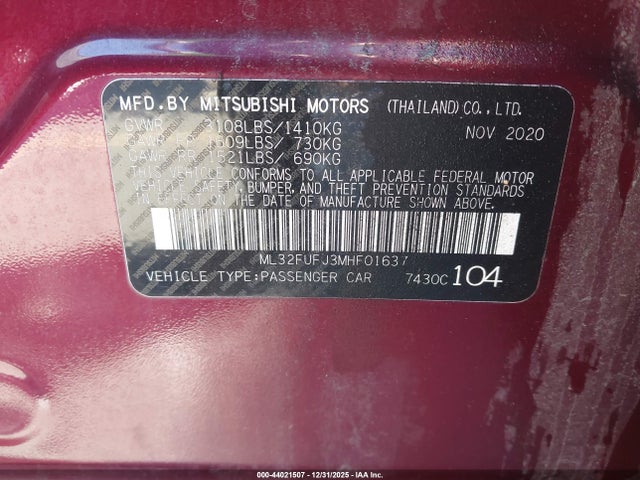 MFD.BY MITSUBISHI MOTORS (THAILAND)CO.,LTD.
GVWR 3108LBS/1410KG NOV 2020
GAWR FR 1609LBS/ 730KG
GAWR RR 1521LBS/ 690KG
THIS VEHICLE CONFORMS TO ALL APPLICABLE FEDERAL MOTOR
VEHICLE SAFETY, BUMPER, AND THEFT PREVENTION STANDARDS
IN EFFECT ON THE DATE OF MANUFACTURE SHOWN ABOVE.
ML32FUFJ3MHF01637
VEHICLE TYPE:PASSENGER CAR 7430C 104
000-44021507 - 12/31/2025 - IAA Inc.